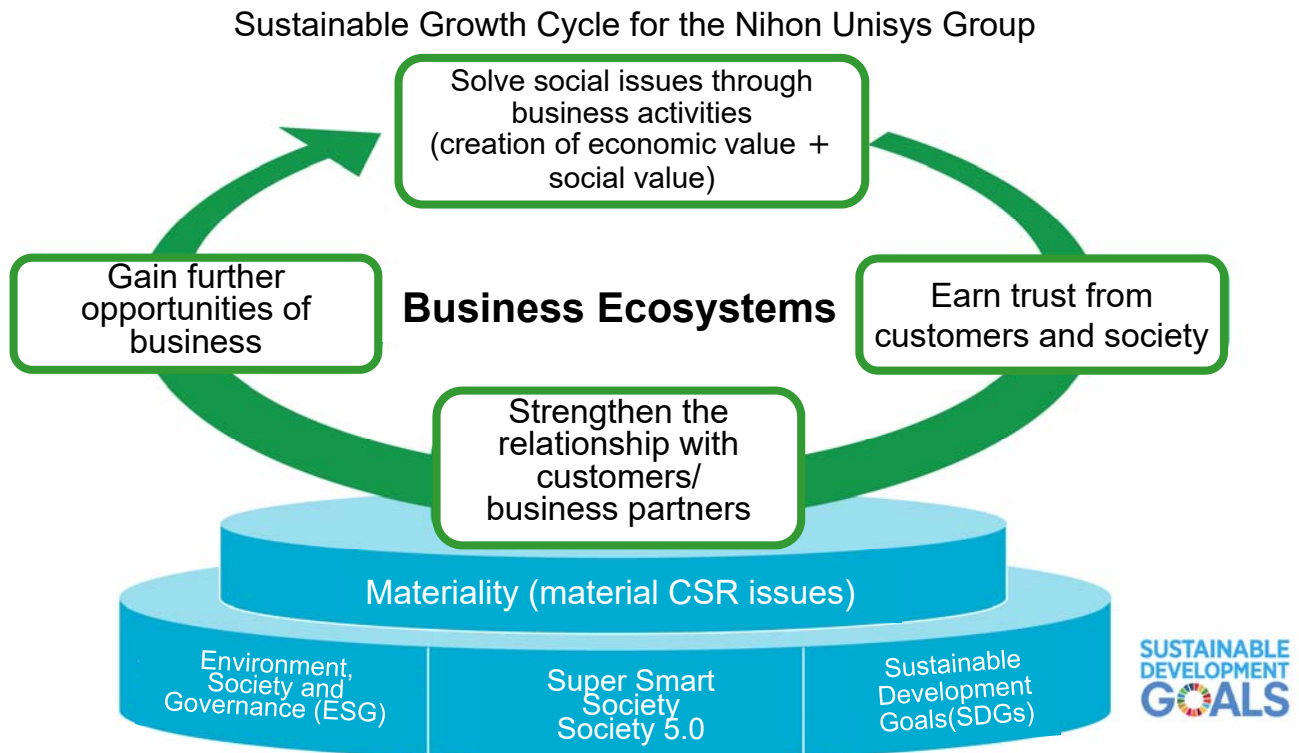 Sustainable Growth Cycle for the Nihon Unisys Group
Solve social issues through
business activities
(creation of economic value +
social value)
Gain further
opportunities of
business
Business Ecosystems
Earn trust from
customers and society
Strengthen the
relationship with
customers/
business partners
Materiality (material CSR issues)
Environment,
Society and
Governance (ESG)
Super Smart
Society
Society 5.0
Sustainable
Development
Goals(SDGs)
SUSTAINABLE
DEVELOPMENT
GOALS